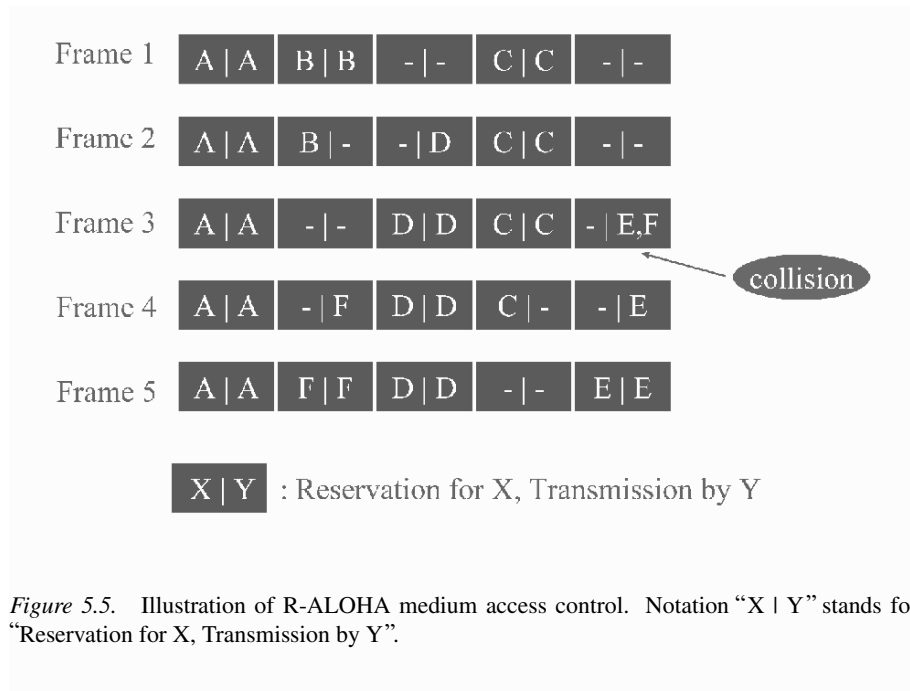 Frame 1 A | A B | B - | - C | C - | -
Frame 2 A | A B | - - | D C | C - | -
Frame 3 A | A - | - D | D C | C - | E,F
collision
Frame 4 A | A - | F D | D C | - - | E
Frame 5 A | A F | F D | D - | - E | E
X | Y : Reservation for X, Transmission by Y
Figure 5.5. Illustration of R-ALOHA medium access control. Notation “X | Y” stands fo
“Reservation for X, Transmission by Y”.